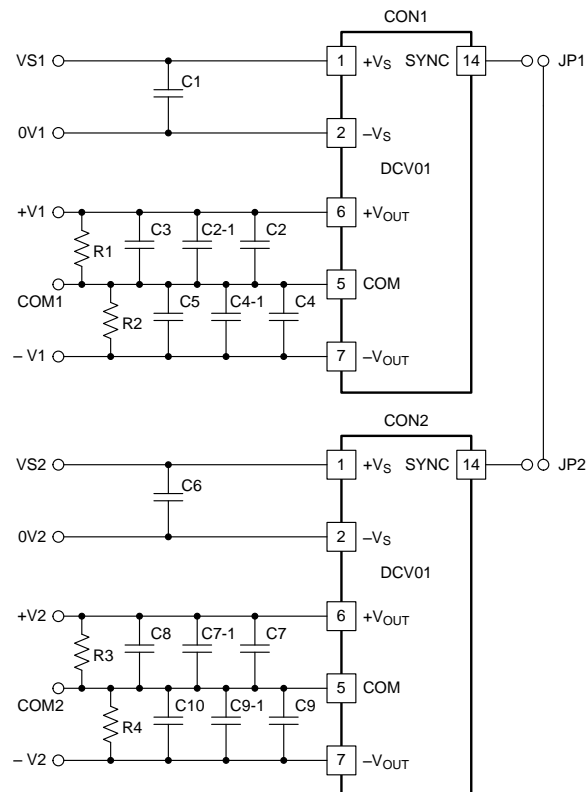 CON1
VS1 1 +VS SYNC 14 JP1
C1
0V1 2 –VS
DCV01
+V1 6 +VOUT
R1 C3 C2-1 C2
COM1 5 COM
R2 C5 C4-1 C4
– V1 7 –VOUT
CON2
VS2 1 +VS SYNC 14 JP2
C6
0V2 2 –VS
DCV01
+V2 6 +VOUT
R3 C8 C7-1 C7
COM2 5 COM
R4 C10 C9-1 C9
– V2 7 –VOUT